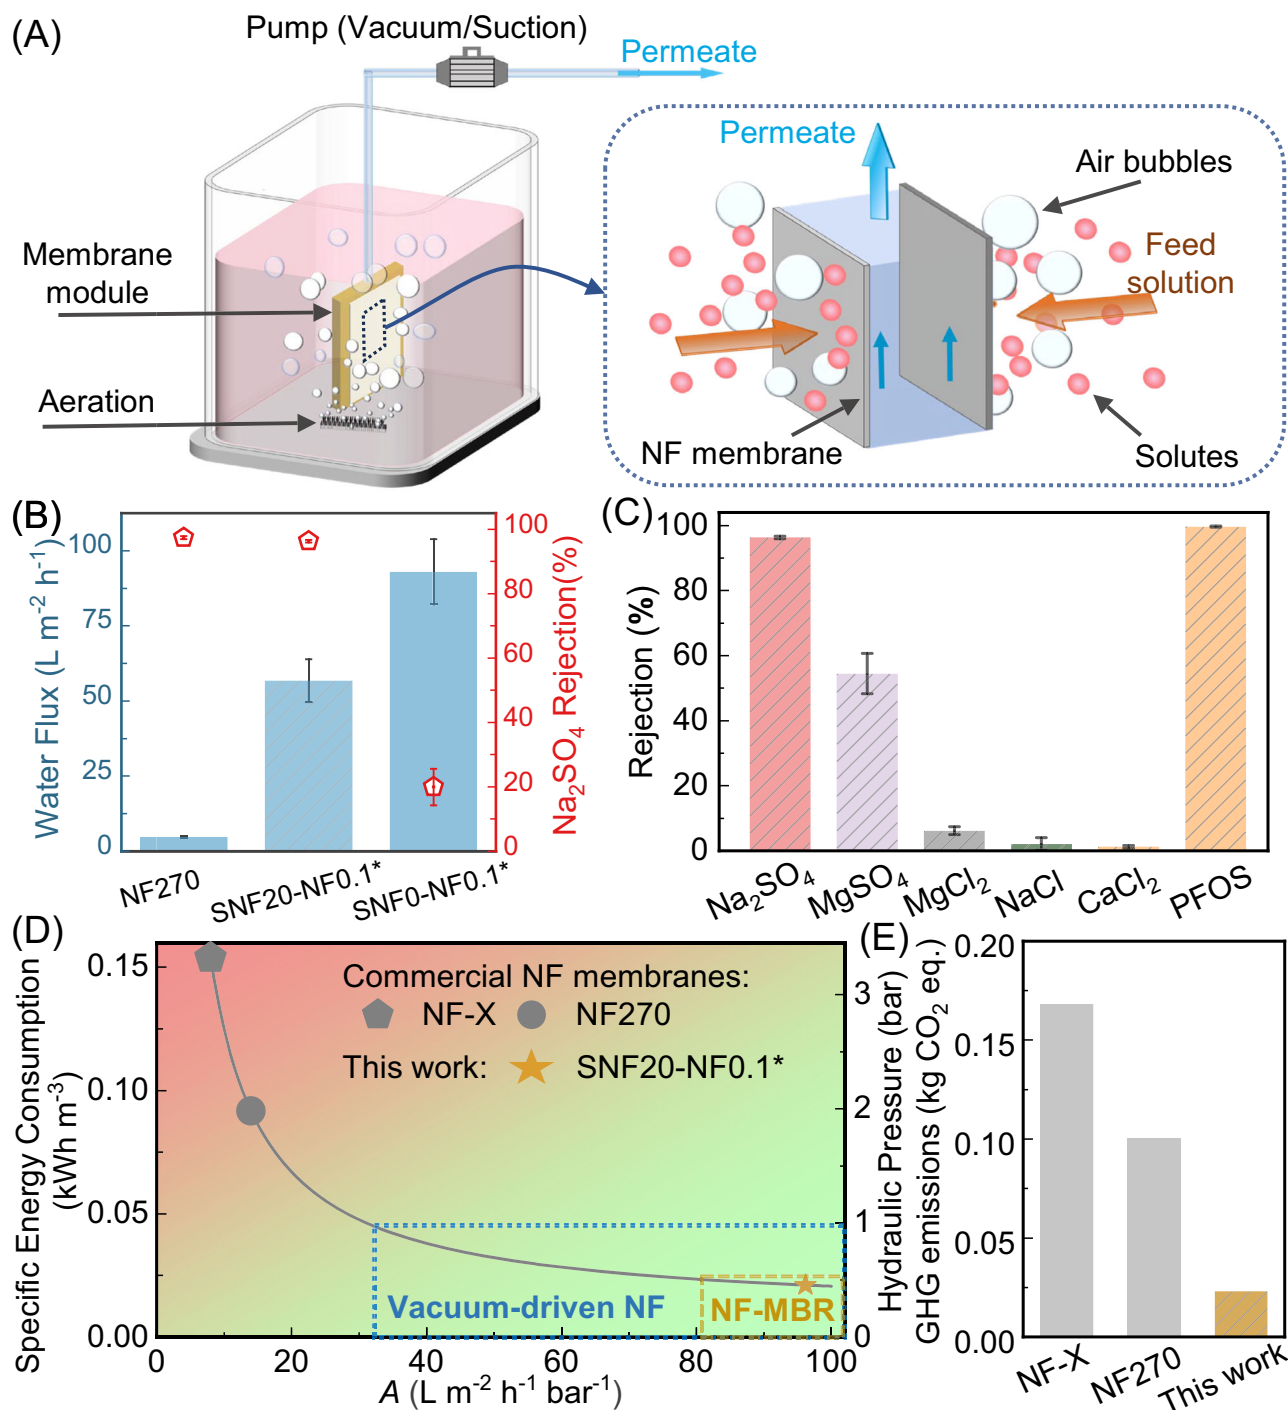 (A)
Pump (Vacuum/Suction)
Permeate
Membrane
module
Aeration
Permeate
Air bubbles
Feed
solution
NF membrane
Solutes
(B)
Water Flux (L m⁻² h⁻¹)
100
75
50
25
0
Na₂SO₄ Rejection(%)
100
80
60
40
20
0
NF270
SNF20-NF0.1*
SNF0-NF0.1*
(C)
Rejection (%)
100
80
60
40
20
0
Na₂SO₄
MgSO₄
MgCl₂
NaCl
CaCl₂
PFOS
(D)
Specific Energy Consumption
(kWh m⁻³)
0.15
0.10
0.05
0.00
Commercial NF membranes:
NF-X
NF270
This work:
SNF20-NF0.1*
Vacuum-driven NF
NF-MBR
Hydraulic Pressure (bar)
3
2
1
0
0
20
40
60
80
100
A (L m⁻² h⁻¹ bar⁻¹)
(E)
GHG emissions (kg CO₂ eq.)
0.20
0.15
0.10
0.05
0.00
NF-X
NF270
This work